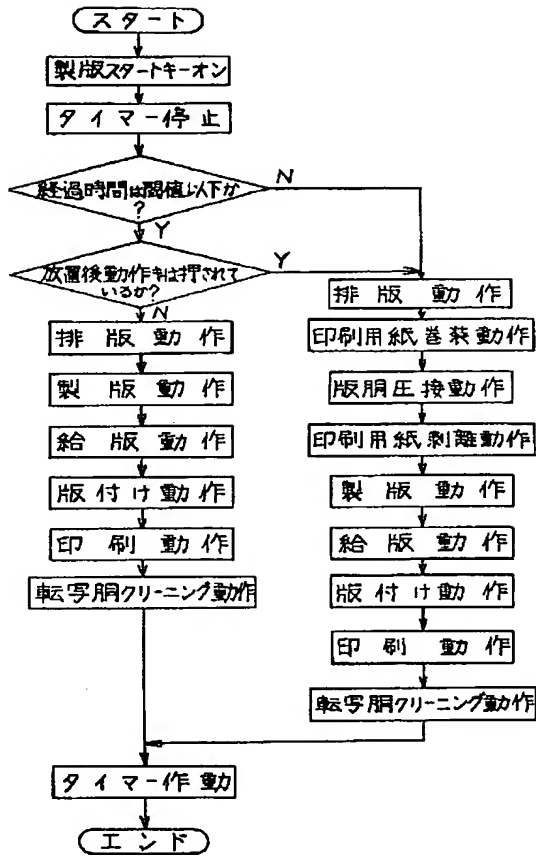 スタート
製版スタートキーオン
タイマー停止
経過時間は閾値以下か
?
N
Y
放置後動作キーは押されて
いるか?
Y
N
排版動作
製版動作
給版動作
版付け動作
印刷動作
転写胴クリーニング動作
排版動作
印刷用紙巻装動作
版胴圧接動作
印刷用紙剥離動作
製版動作
給版動作
版付け動作
印刷動作
転写胴クリーニング動作
タイマー作動
エンド